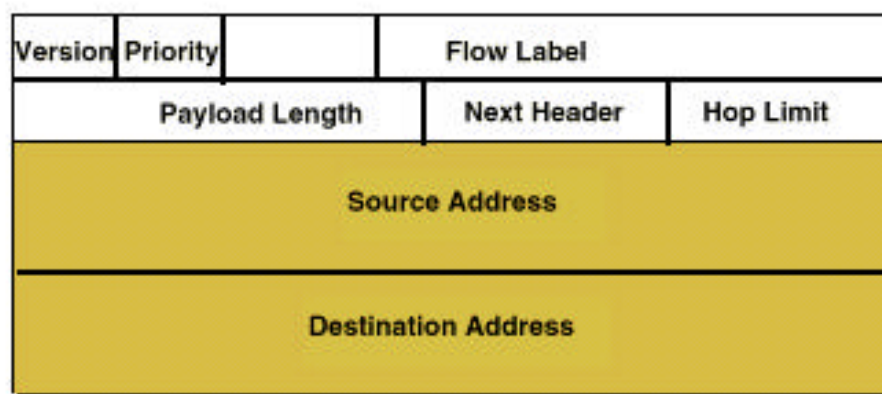 Version Priority Flow Label
Payload Length Next Header Hop Limit
Source Address
Destination Address